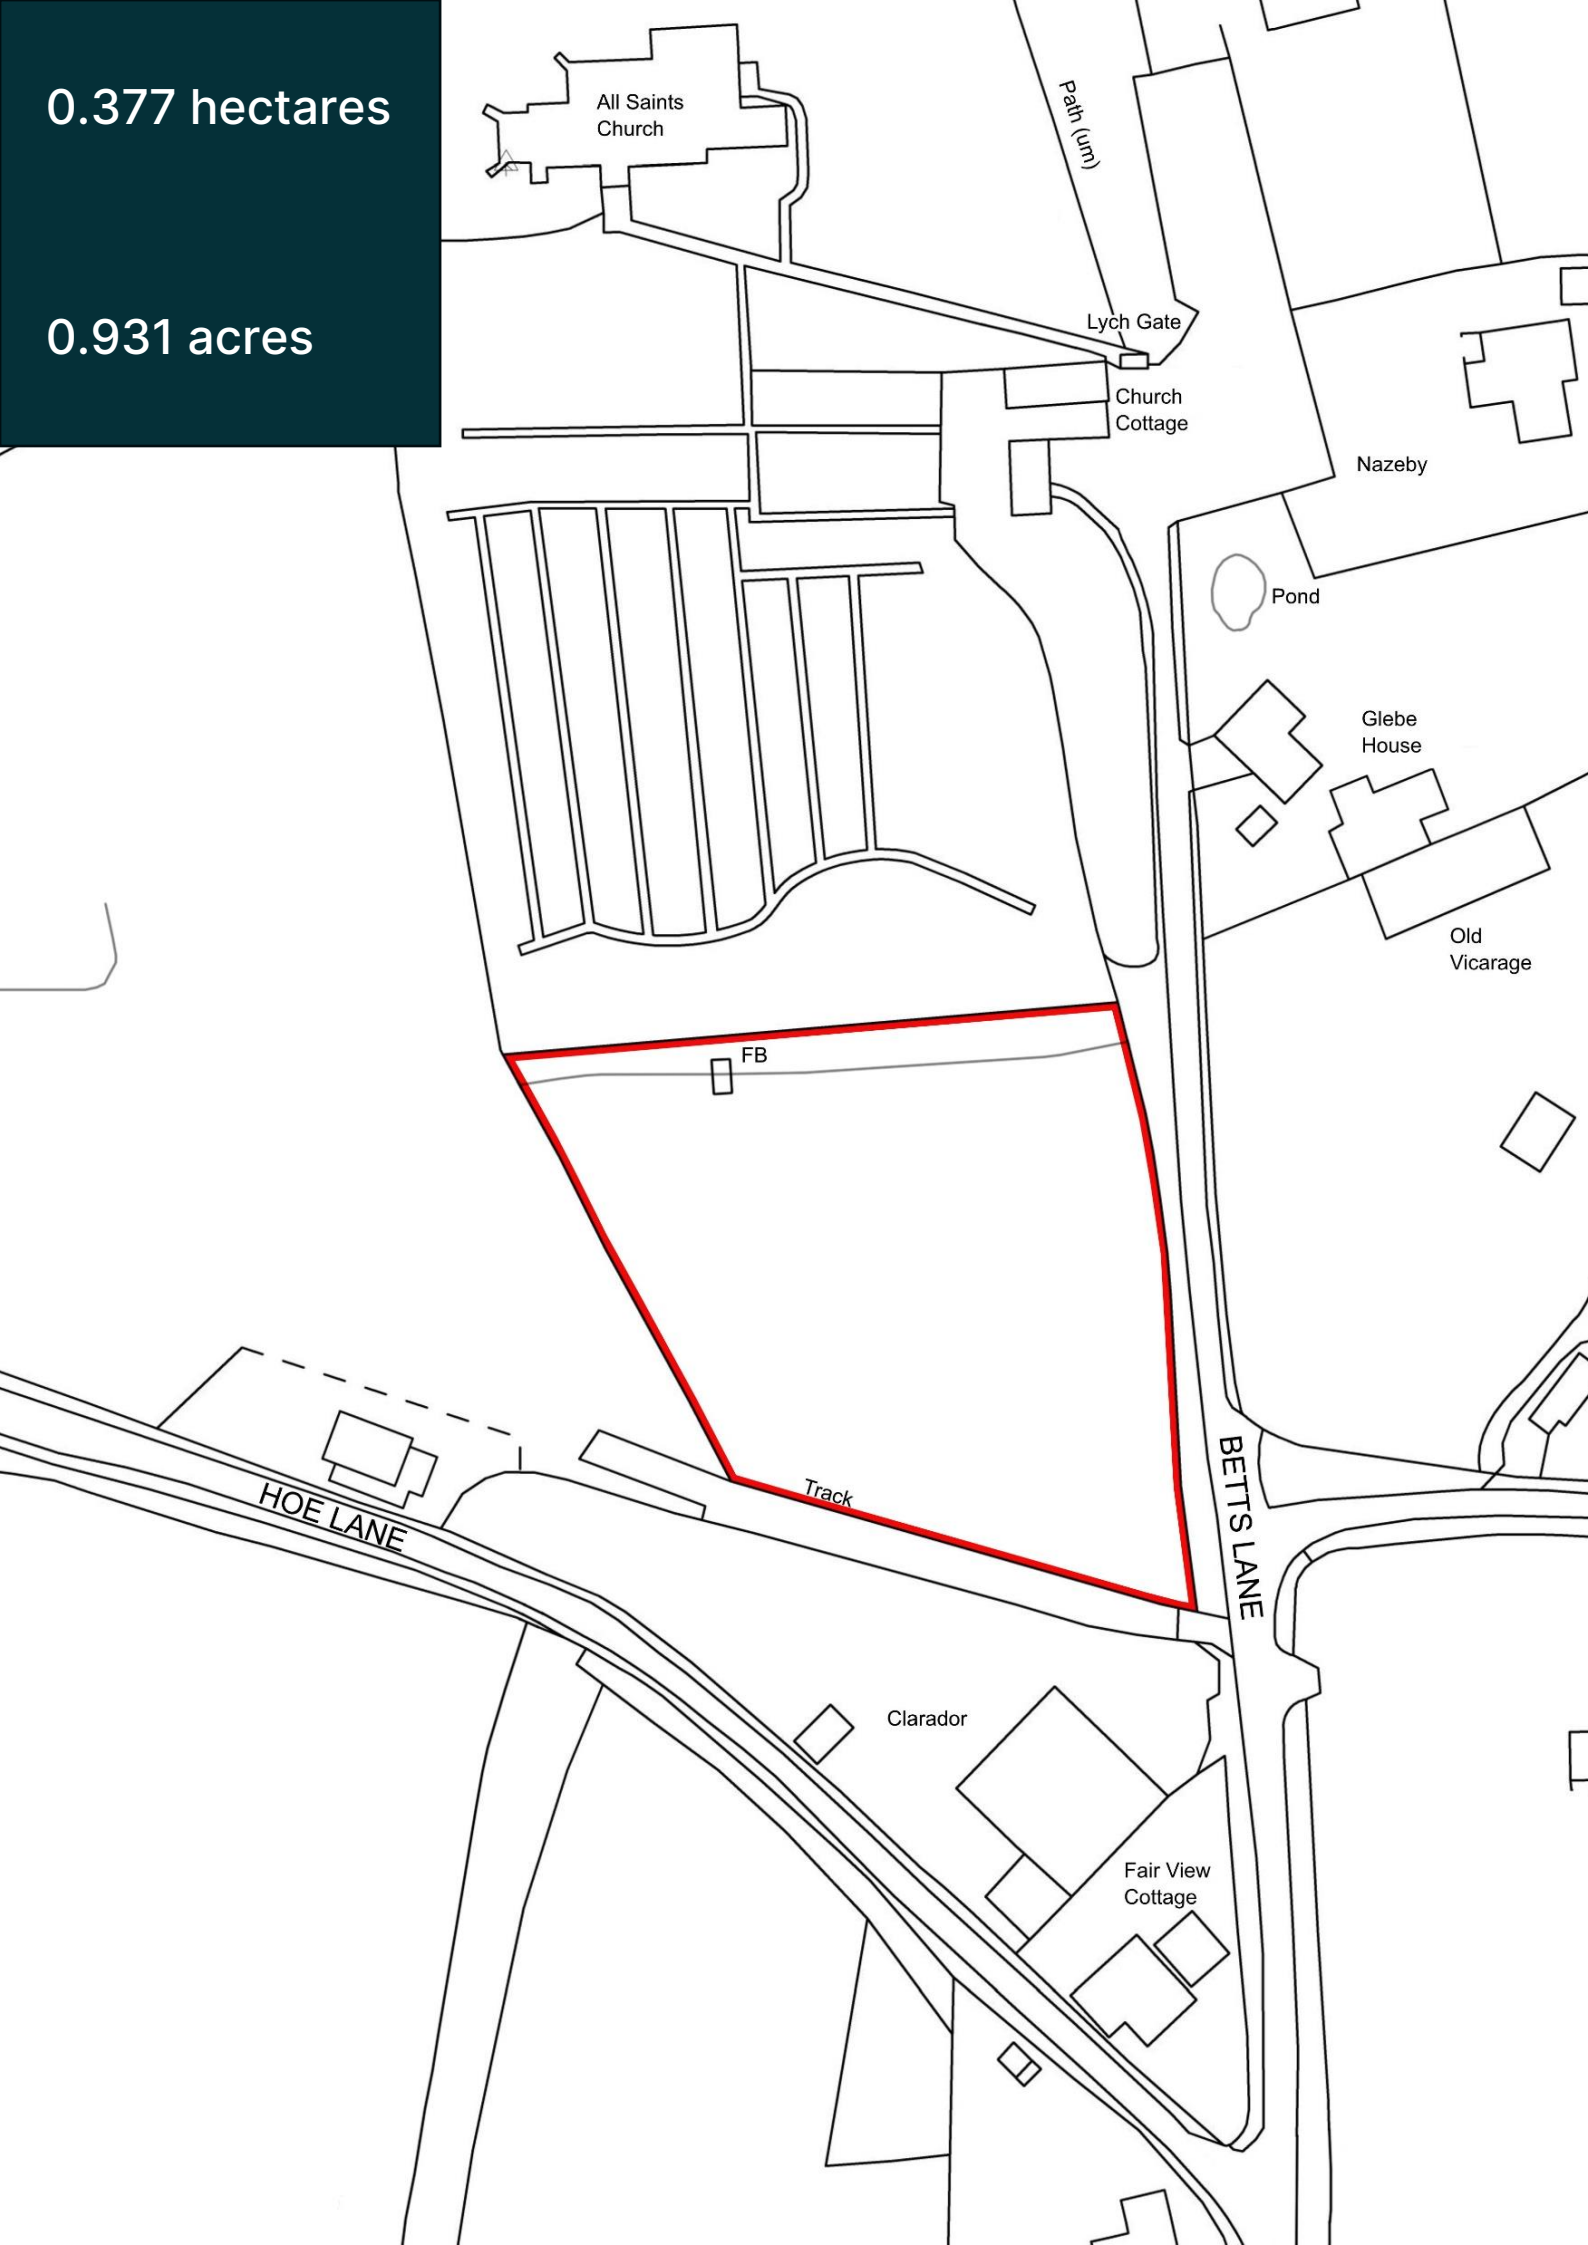 0.377 hectares
0.931 acres
All Saints
Church
Path (um)
Lych Gate
Church
Cottage
Nazeby
Pond
Glebe
House
Old
Vicarage
FB
Track
HOE LANE
BETTS LANE
Clarador
Fair View
Cottage